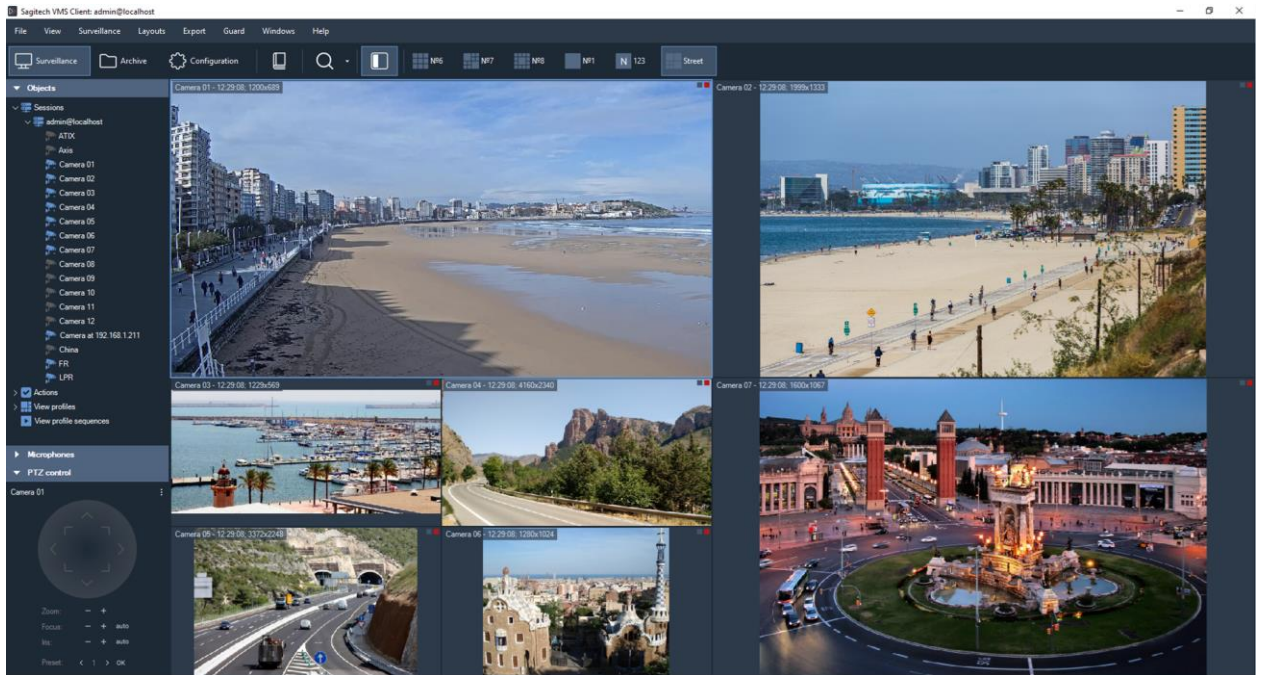 Sagitech VMS Client: admin@localhost
File View Surveillance Layouts Export Guard Windows Help
Surveillance Archive Configuration №6 №7 №8 №1 N 123 Street
Objects
Sessions
admin@localhost
ATIX
Axis
Camera 01
Camera 02
Camera 03
Camera 04
Camera 05
Camera 06
Camera 07
Camera 08
Camera 09
Camera 10
Camera 11
Camera 12
Camera at 192.168.1.211
China
FR
LPR
Actions
View profiles
View profile sequences
Microphones
PTZ control
Camera 01
Zoom: − +
Focus: − + auto
Iris: − + auto
Preset: < 1 > OK
Camera 01 - 12:29:08; 1200x689
Camera 02 - 12:29:08; 1999x1333
Camera 03 - 12:29:08; 1229x569
Camera 04 - 12:29:08; 4160x2340
Camera 07 - 12:29:08; 1600x1067
Camera 05 - 12:29:08; 3372x2248
Camera 06 - 12:29:08; 1280x1024